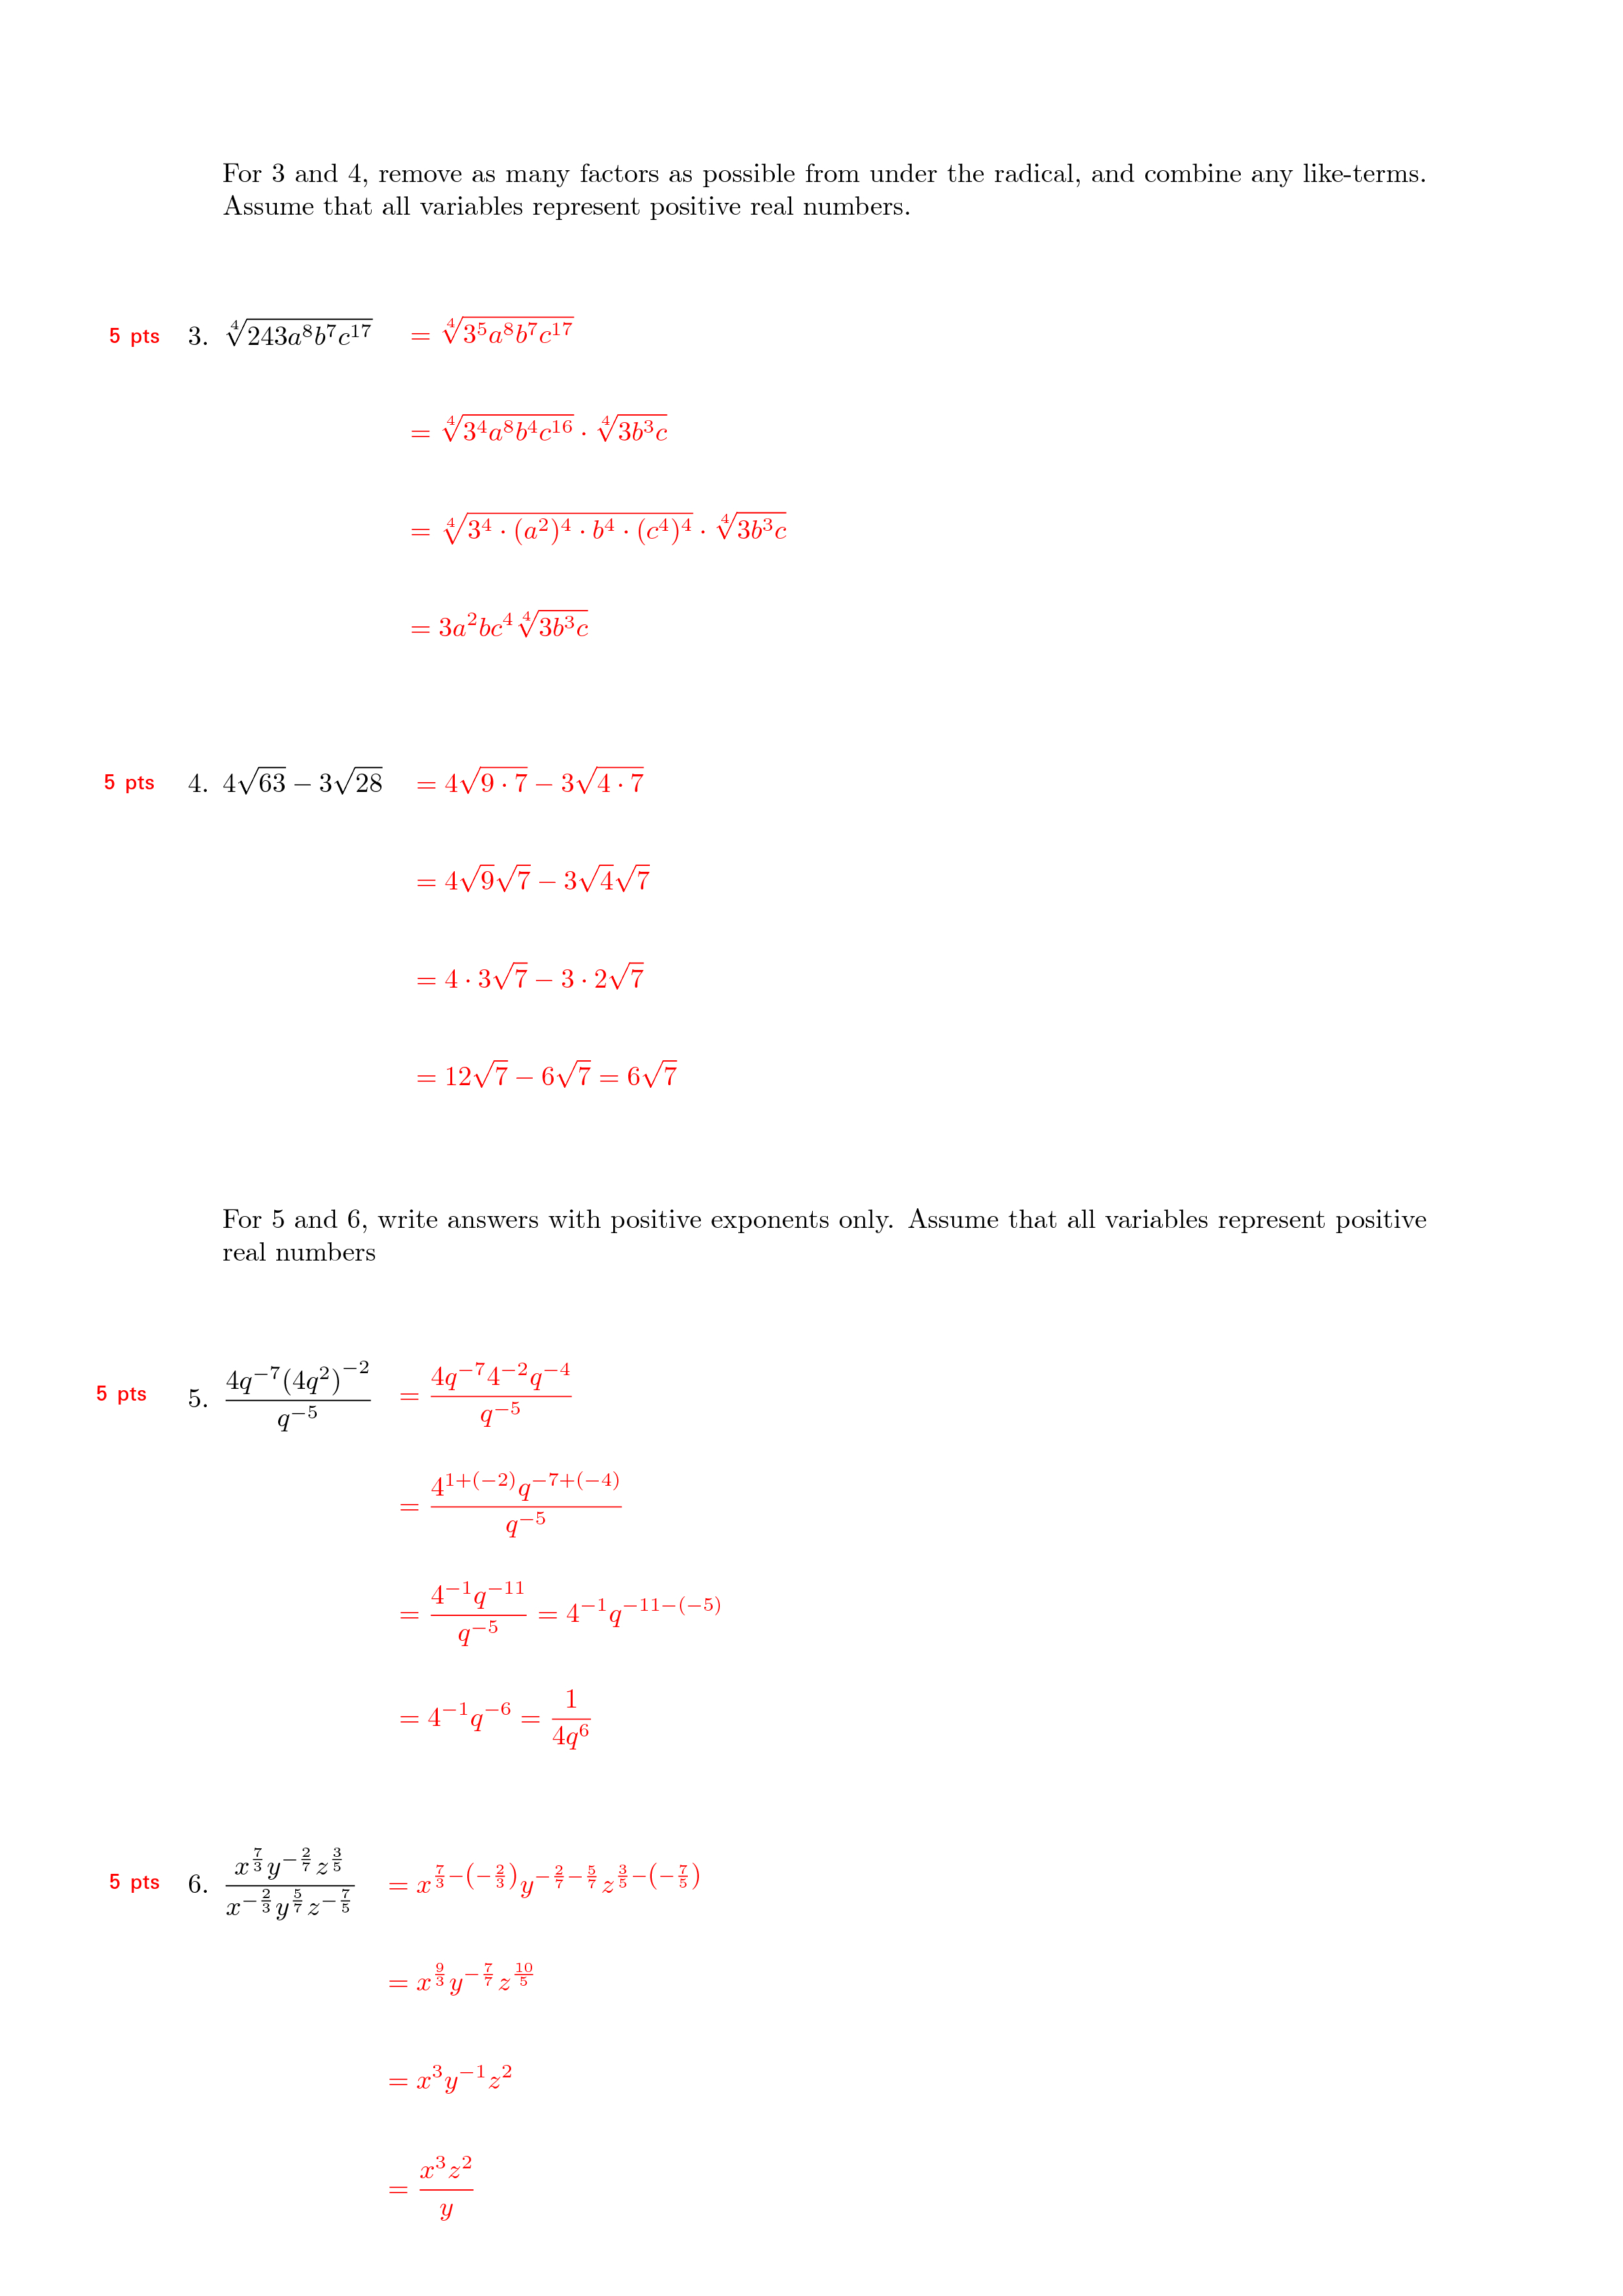 For 3 and 4, remove as many factors as possible from under the radical, and combine any like-terms.
Assume that all variables represent positive real numbers.
5 pts 3. $\sqrt[4]{243a^8b^7c^{17}}$ $= \sqrt[4]{3^5a^8b^7c^{17}}$
$= \sqrt[4]{3^4a^8b^4c^{16}} \cdot \sqrt[4]{3b^3c}$
$= \sqrt[4]{3^4 \cdot (a^2)^4 \cdot b^4 \cdot (c^4)^4} \cdot \sqrt[4]{3b^3c}$
$= 3a^2bc^4\sqrt[4]{3b^3c}$
5 pts 4. $4\sqrt{63} - 3\sqrt{28}$ $= 4\sqrt{9 \cdot 7} - 3\sqrt{4 \cdot 7}$
$= 4\sqrt{9}\sqrt{7} - 3\sqrt{4}\sqrt{7}$
$= 4 \cdot 3\sqrt{7} - 3 \cdot 2\sqrt{7}$
$= 12\sqrt{7} - 6\sqrt{7} = 6\sqrt{7}$
For 5 and 6, write answers with positive exponents only. Assume that all variables represent positive
real numbers
5 pts 5. $\frac{4q^{-7}(4q^2)^{-2}}{q^{-5}}$ $= \frac{4q^{-7}4^{-2}q^{-4}}{q^{-5}}$
$= \frac{4^{1+(-2)}q^{-7+(-4)}}{q^{-5}}$
$= \frac{4^{-1}q^{-11}}{q^{-5}} = 4^{-1}q^{-11-(-5)}$
$= 4^{-1}q^{-6} = \frac{1}{4q^6}$
5 pts 6. $\frac{x^{\frac{7}{3}}y^{-\frac{2}{7}}z^{\frac{3}{5}}}{x^{-\frac{2}{3}}y^{\frac{5}{7}}z^{-\frac{7}{5}}}$ $= x^{\frac{7}{3}-\left(-\frac{2}{3}\right)}y^{-\frac{2}{7}-\frac{5}{7}}z^{\frac{3}{5}-\left(-\frac{7}{5}\right)}$
$= x^{\frac{9}{3}}y^{-\frac{7}{7}}z^{\frac{10}{5}}$
$= x^3y^{-1}z^2$
$= \frac{x^3z^2}{y}$